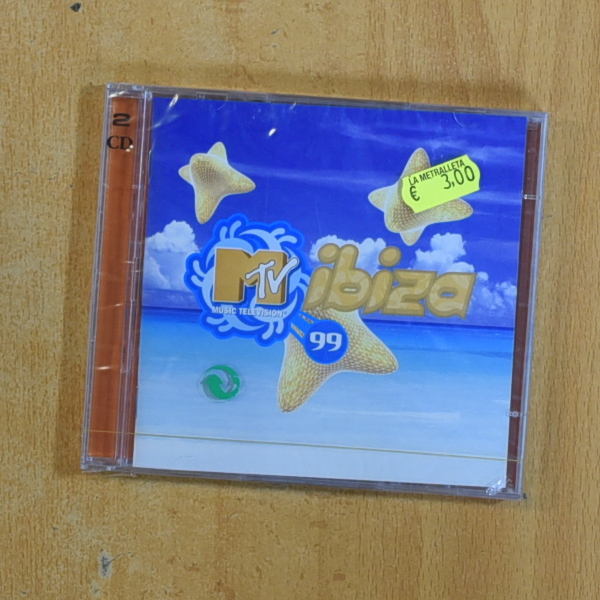 2
CD
LA METRALLETA
€ 3,00
MTV
MUSIC TELEVISION
ibiza
99